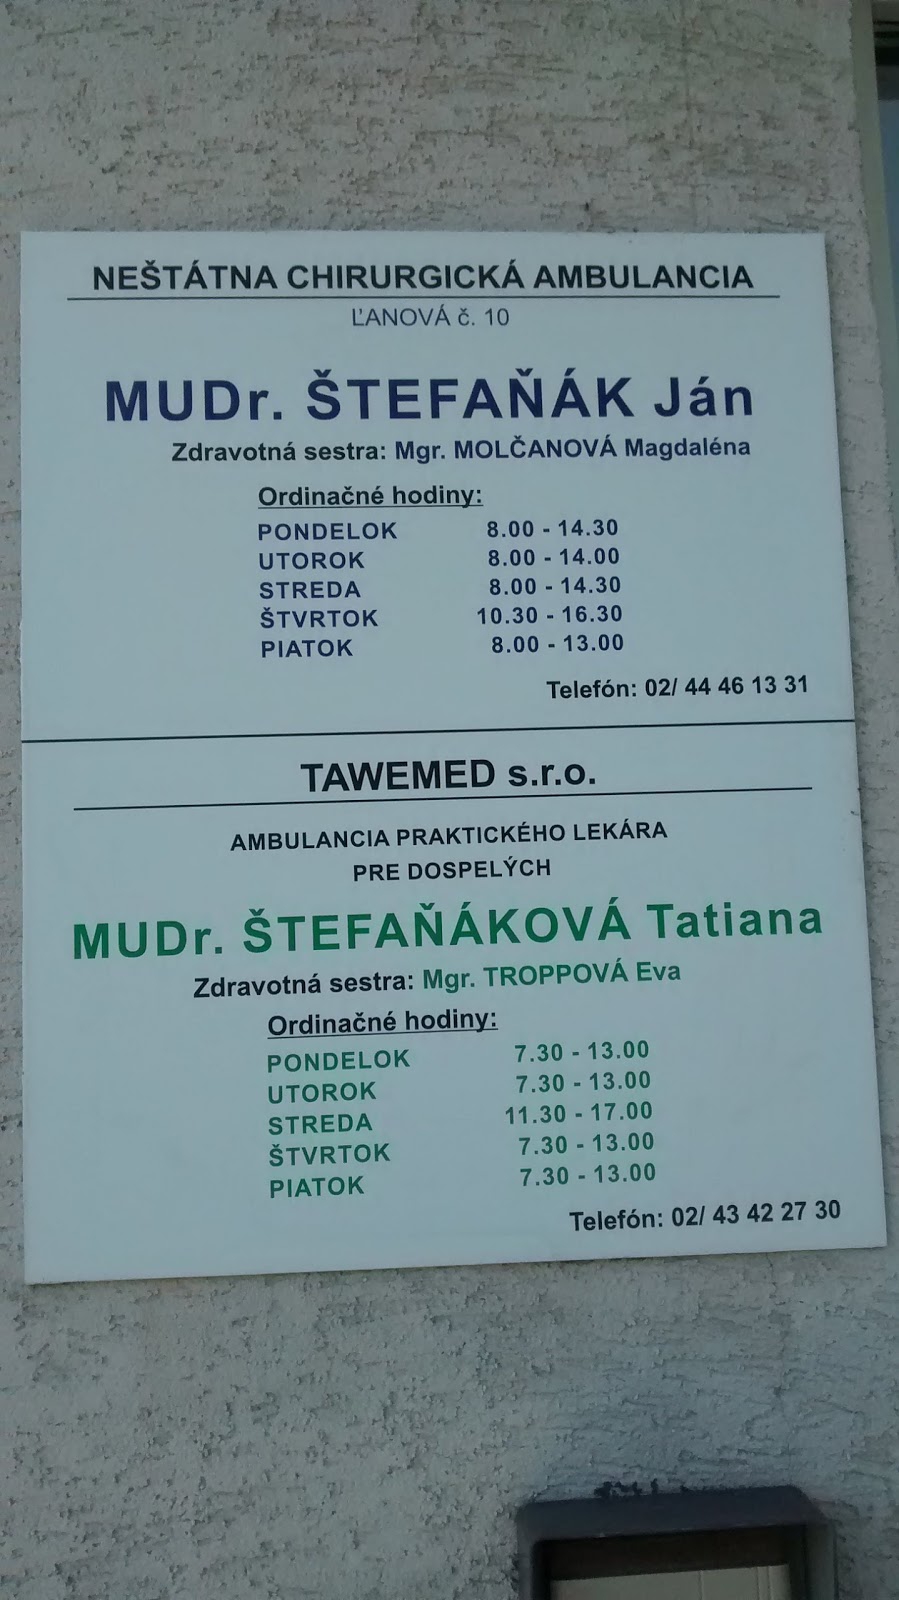 NEŠTÁTNA CHIRURGICKÁ AMBULANCIA
ĽANOVÁ č. 10
MUDr. ŠTEFAŇÁK Ján
Zdravotná sestra: Mgr. MOLČANOVÁ Magdaléna
Ordinačné hodiny:
PONDELOK 8.00 - 14.30
UTOROK 8.00 - 14.00
STREDA 8.00 - 14.30
ŠTVRTOK 10.30 - 16.30
PIATOK 8.00 - 13.00
Telefón: 02/ 44 46 13 31
TAWEMED s.r.o.
AMBULANCIA PRAKTICKÉHO LEKÁRA
PRE DOSPELÝCH
MUDr. ŠTEFAŇÁKOVÁ Tatiana
Zdravotná sestra: Mgr. TROPPOVÁ Eva
Ordinačné hodiny:
PONDELOK 7.30 - 13.00
UTOROK 7.30 - 13.00
STREDA 11.30 - 17.00
ŠTVRTOK 7.30 - 13.00
PIATOK 7.30 - 13.00
Telefón: 02/ 43 42 27 30